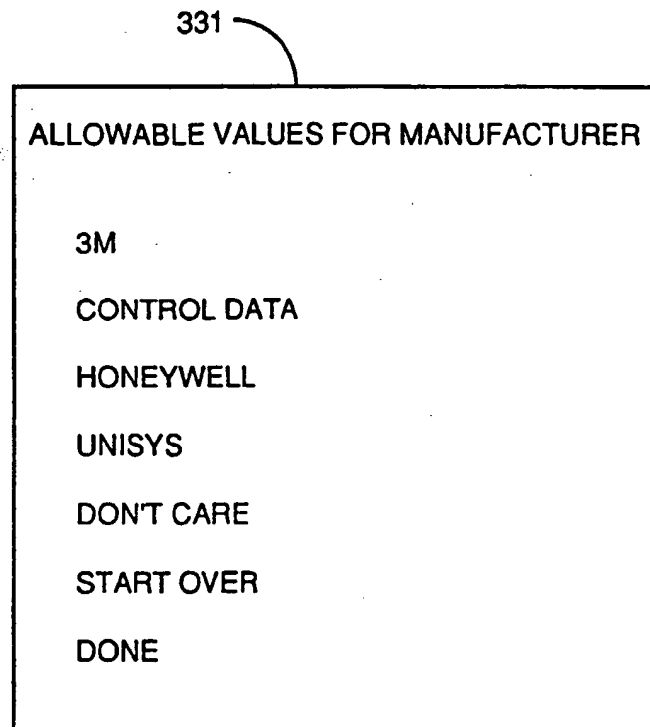 331
ALLOWABLE VALUES FOR MANUFACTURER
3M
CONTROL DATA
HONEYWELL
UNISYS
DON'T CARE
START OVER
DONE